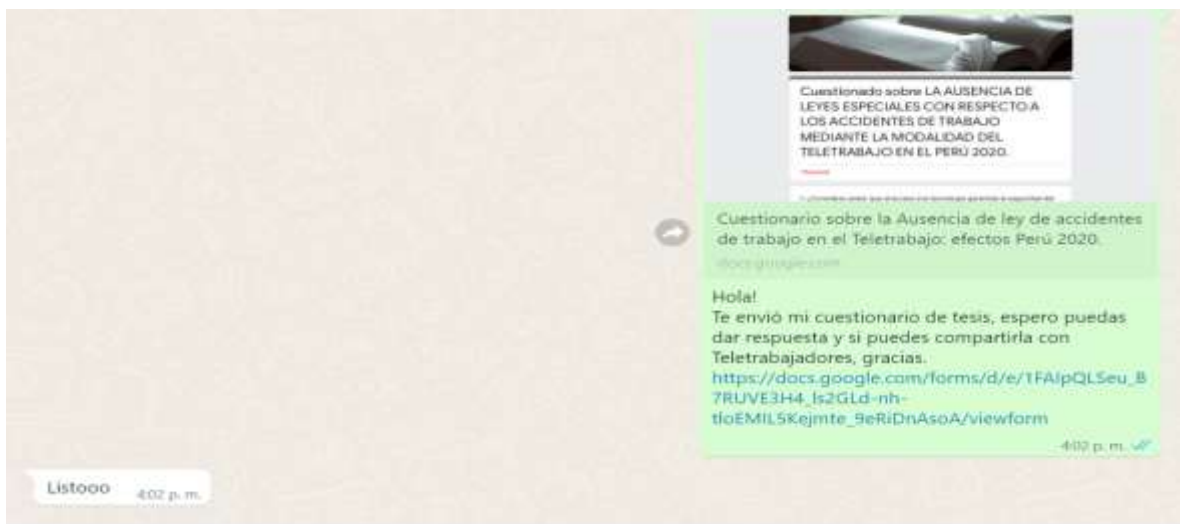 Cuestionado sobre LA AUSENCIA DE
LEYES ESPECIALES CON RESPECTO A
LOS ACCIDENTES DE TRABAJO
MEDIANTE LA MODALIDAD DEL
TELETRABAJO EN EL PERÚ 2020.
Cuestionario sobre la Ausencia de ley de accidentes
de trabajo en el Teletrabajo: efectos Perú 2020.
docs.google.com
Hola!
Te envió mi cuestionario de tesis, espero puedas
dar respuesta y si puedes compartirla con
Teletrabajadores, gracias.
https://docs.google.com/forms/d/e/1FAIpQLSeu_B
7RUVE3H4_ls2GLd-nh-
tloEMIL5Kejmte_9eRiDnAsoA/viewform
4:02 p. m.
Listooo 4:02 p. m.